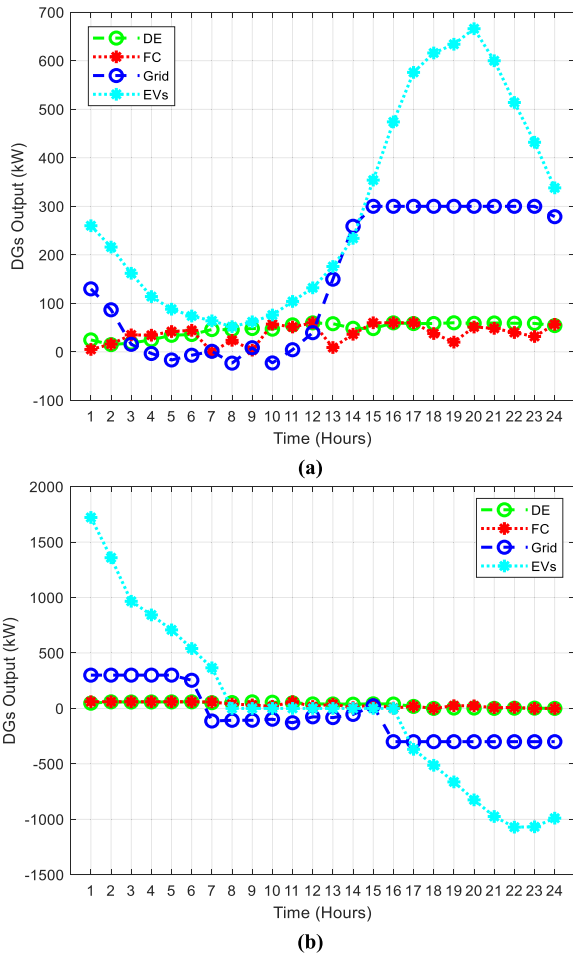 700
600
500
400
300
200
100
0
-100
DGs Output (kW)
DE
FC
Grid
EVs
1 2 3 4 5 6 7 8 9 10 11 12 13 14 15 16 17 18 19 20 21 22 23 24
Time (Hours)
(a)
2000
1500
1000
500
0
-500
-1000
-1500
DGs Output (kW)
DE
FC
Grid
EVs
1 2 3 4 5 6 7 8 9 10 11 12 13 14 15 16 17 18 19 20 21 22 23 24
Time (Hours)
(b)